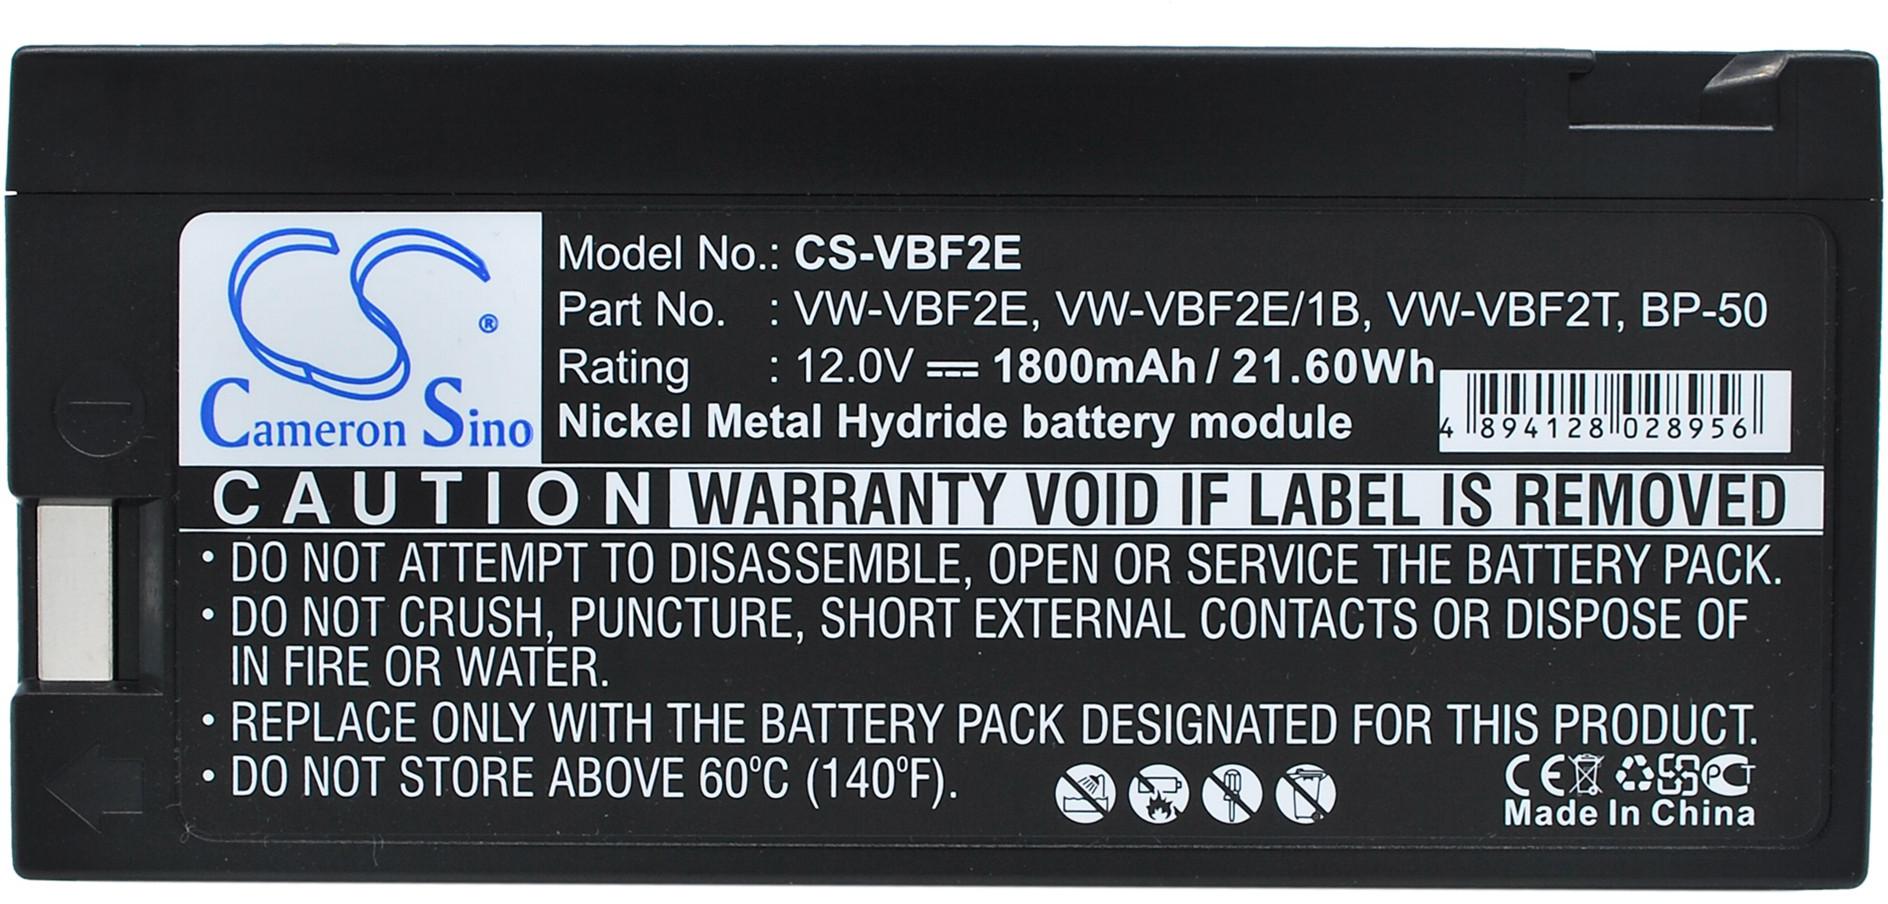 Cameron Sino ®
Model No.: CS-VBF2E
Part No. : VW-VBF2E, VW-VBF2E/1B, VW-VBF2T, BP-50
Rating : 12.0V ⎓ 1800mAh / 21.60Wh
Nickel Metal Hydride battery module
4 894128 028956
CAUTION WARRANTY VOID IF LABEL IS REMOVED
• DO NOT ATTEMPT TO DISASSEMBLE, OPEN OR SERVICE THE BATTERY PACK.
• DO NOT CRUSH, PUNCTURE, SHORT EXTERNAL CONTACTS OR DISPOSE OF
IN FIRE OR WATER.
• REPLACE ONLY WITH THE BATTERY PACK DESIGNATED FOR THIS PRODUCT.
• DO NOT STORE ABOVE 60°C (140°F).
CE PCT
Made In China